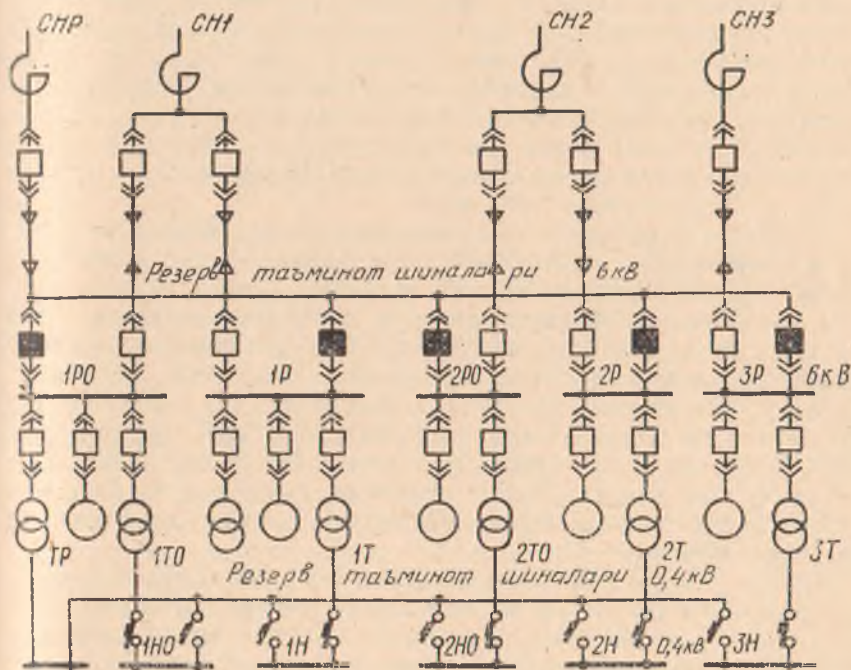 СНР СН1 СН2 СН3
Резерв таъминот шиналари 6кВ
1РО 1Р 2РО 2Р 3Р 6кВ
ТР 1ТО 1Т 2ТО 2Т 3Т
Резерв таъминот шиналари 0,4кВ
1НО 1Н 2НО 2Н 0,4кв 3Н